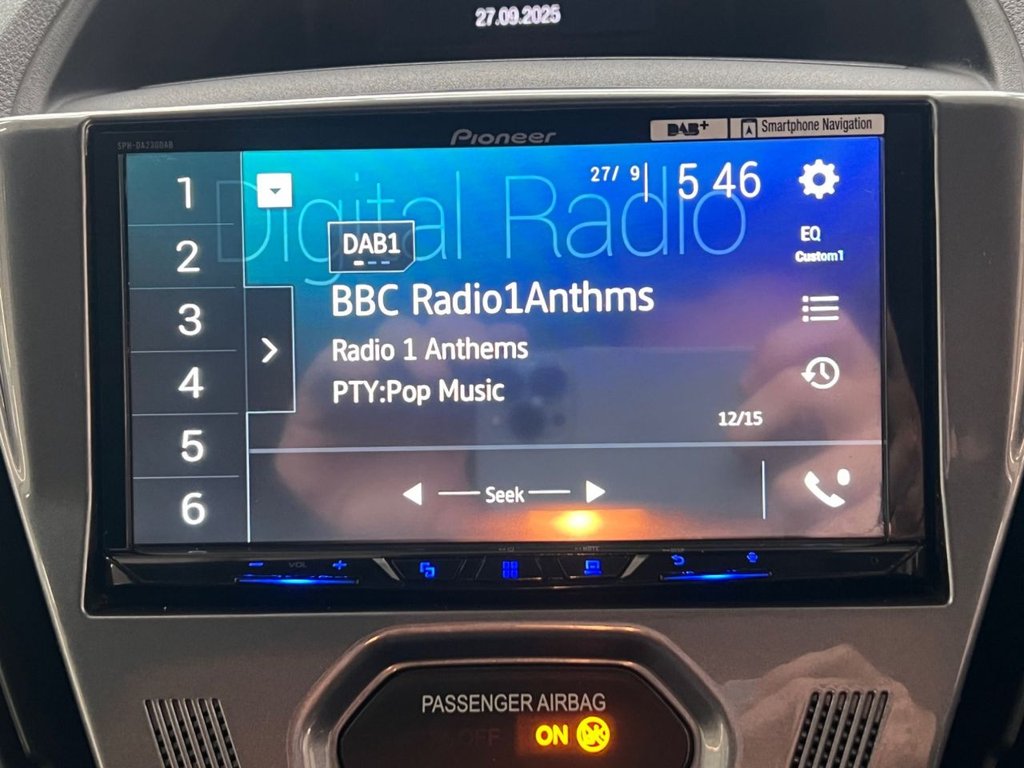 27.09.2025
Pioneer
DAB+
Smartphone Navigation
SPH-DA230DAB
Digital Radio
27/ 9
5 46
1
2
3
4
5
6
DAB1
EQ
Custom1
BBC Radio1Anthms
Radio 1 Anthems
PTY:Pop Music
12/15
Seek
VOL
PASSENGER AIRBAG
OFF
ON